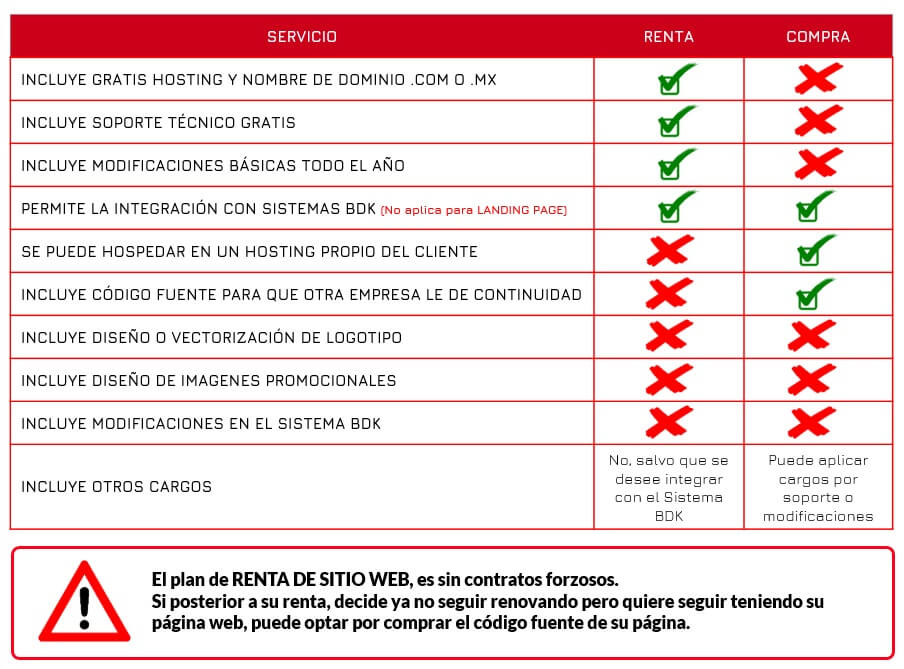 SERVICIO RENTA COMPRA
INCLUYE GRATIS HOSTING Y NOMBRE DE DOMINIO .COM O .MX
INCLUYE SOPORTE TÉCNICO GRATIS
INCLUYE MODIFICACIONES BÁSICAS TODO EL AÑO
PERMITE LA INTEGRACIÓN CON SISTEMAS BDK (No aplica para LANDING PAGE)
SE PUEDE HOSPEDAR EN UN HOSTING PROPIO DEL CLIENTE
INCLUYE CÓDIGO FUENTE PARA QUE OTRA EMPRESA LE DE CONTINUIDAD
INCLUYE DISEÑO O VECTORIZACIÓN DE LOGOTIPO
INCLUYE DISEÑO DE IMAGENES PROMOCIONALES
INCLUYE MODIFICACIONES EN EL SISTEMA BDK
INCLUYE OTROS CARGOS
No, salvo que se
desee integrar
con el Sistema
BDK
Puede aplicar
cargos por
soporte o
modificaciones
El plan de RENTA DE SITIO WEB, es sin contratos forzosos.
Si posterior a su renta, decide ya no seguir renovando pero quiere seguir teniendo su
página web, puede optar por comprar el código fuente de su página.